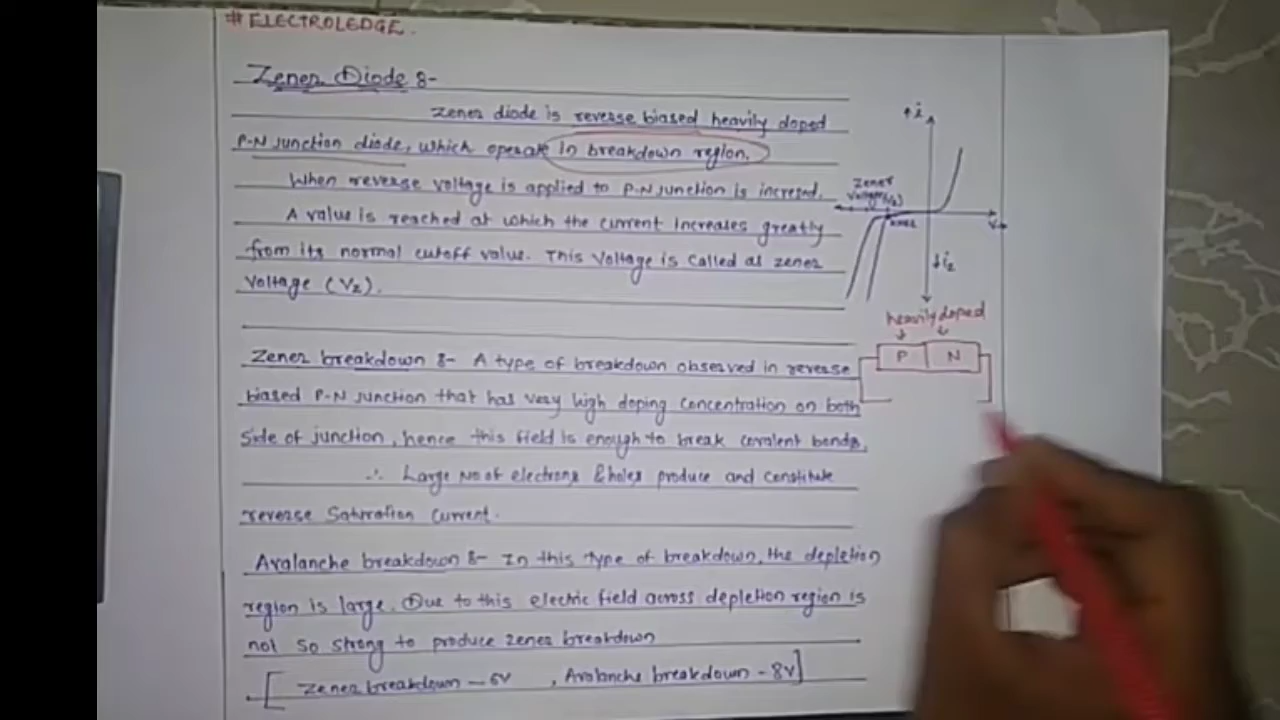 #ELECTROLEDGE.
Zener Diode :-
Zener diode is reverse biased heavily doped
P-N junction diode, which operate in breakdown region.
When reverse voltage is applied to P-N junction is incresed.
A value is reached at which the current increases greatly
from its normal cutoff value. This voltage is called as zener
Voltage (Vz).
Zener breakdown :- A type of breakdown observed in reverse
biased P-N junction that has very high doping concentration on both
side of junction, hence this field is enough to break covalent bonds.
∴ Large No of electrons & holes produce and constitute
reverse saturation current.
Avalanche breakdown :- In this type of breakdown, the depletion
region is large. Due to this electric field across depletion region is
not so strong to produce zener breakdown
[ Zener breakdown - 6V , Avalanche breakdown - 8V]
+i
Zener
Voltage(Vz)
knee
V+
↓iz
heavily doped
P N